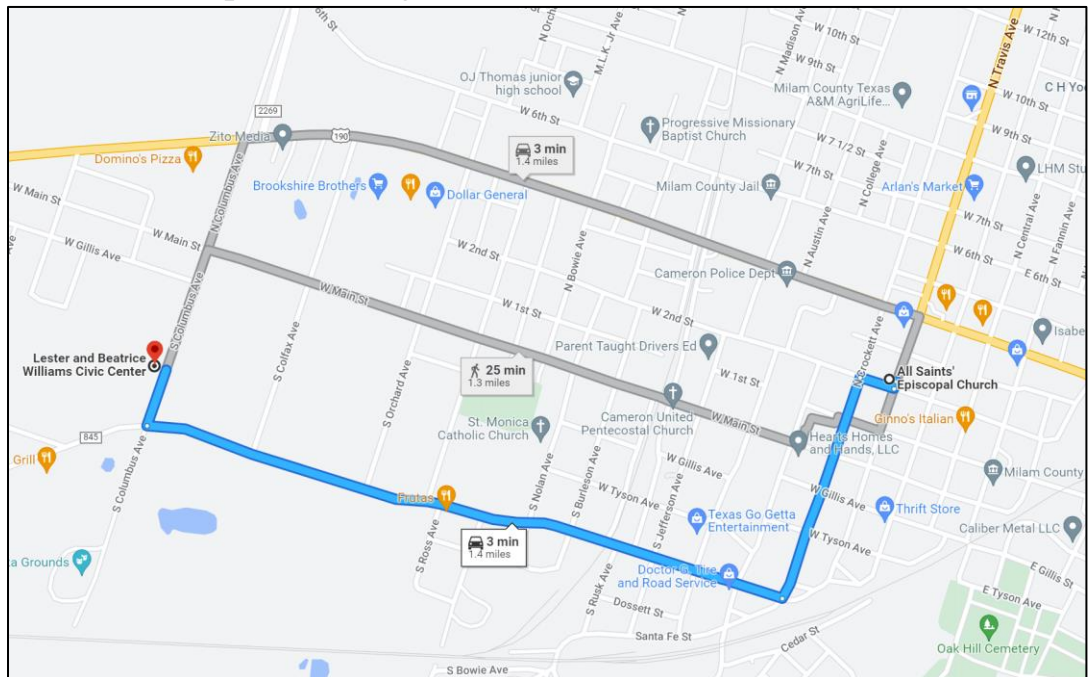 6th St
N Orch
M.L.K. Jr Ave
N Madison Ave
W 10th St
W 9th St
N Travis Ave
W 12th St
W 10th St
C H Yoe
OJ Thomas junior
high school
Milam County Texas
A&M AgriLife...
2269
W 6th St
190
Zito Media
Progressive Missionary
Baptist Church
W 7 1/2 St
W 9th St
3 min
1.4 miles
Domino's Pizza
W 7th St
N College Ave
LHM Stu
W Main St
N Columbus Ave
Brookshire Brothers
Dollar General
Milam County Jail
Arlan's Market
W 7th St
N Central Ave
N Fannin Ave
W Main St
W Gillis Ave
W 2nd St
N Bowie Ave
N Austin Ave
W 6th St
E 6th St
Cameron Police Dept
S Columbus Ave
W Main St
W 1st St
W 2nd St
Isabe
Lester and Beatrice
Williams Civic Center
S Colfax Ave
25 min
1.3 miles
Parent Taught Drivers Ed
W 1st St
N Crockett Ave
All Saints'
Episcopal Church
S Orchard Ave
St. Monica
Catholic Church
Cameron United
Pentecostal Church
W Main St
Ginno's Italian
Hearts Homes
and Hands, LLC
845
Grill
S Columbus Ave
W Gillis Ave
W Gillis Ave
Milam County
Frutas
S Nolan Ave
S Burleson Ave
W Tyson Ave
S Jefferson Ave
Texas Go Getta
Entertainment
Thrift Store
W Tyson Ave
Caliber Metal LLC
3 min
1.4 miles
S Ross Ave
ta Grounds
Doctor G. Tire
and Road Service
E Gillis St
S Rusk Ave
Dossett St
E Tyson Ave
Santa Fe St
Cedar St
Oak Hill Cemetery
S Bowie Ave